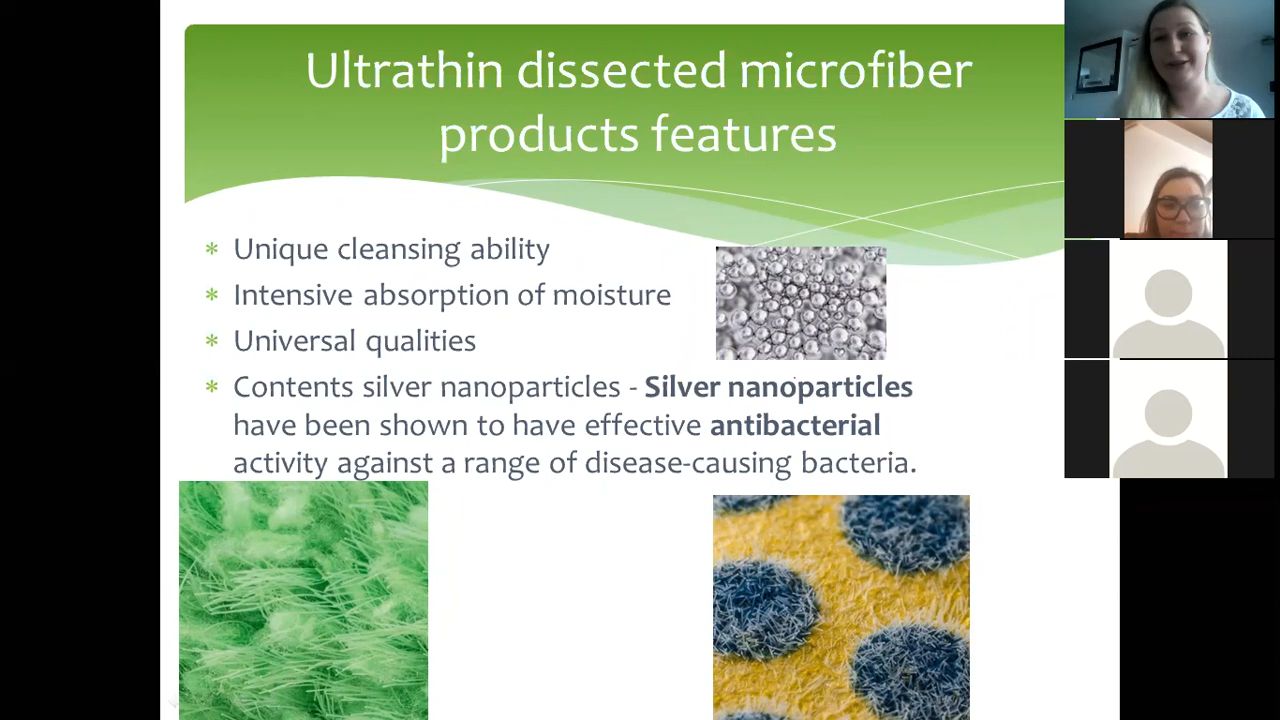 Ultrathin dissected microfiber
products features
* Unique cleansing ability
* Intensive absorption of moisture
* Universal qualities
* Contents silver nanoparticles - Silver nanoparticles
have been shown to have effective antibacterial
activity against a range of disease-causing bacteria.